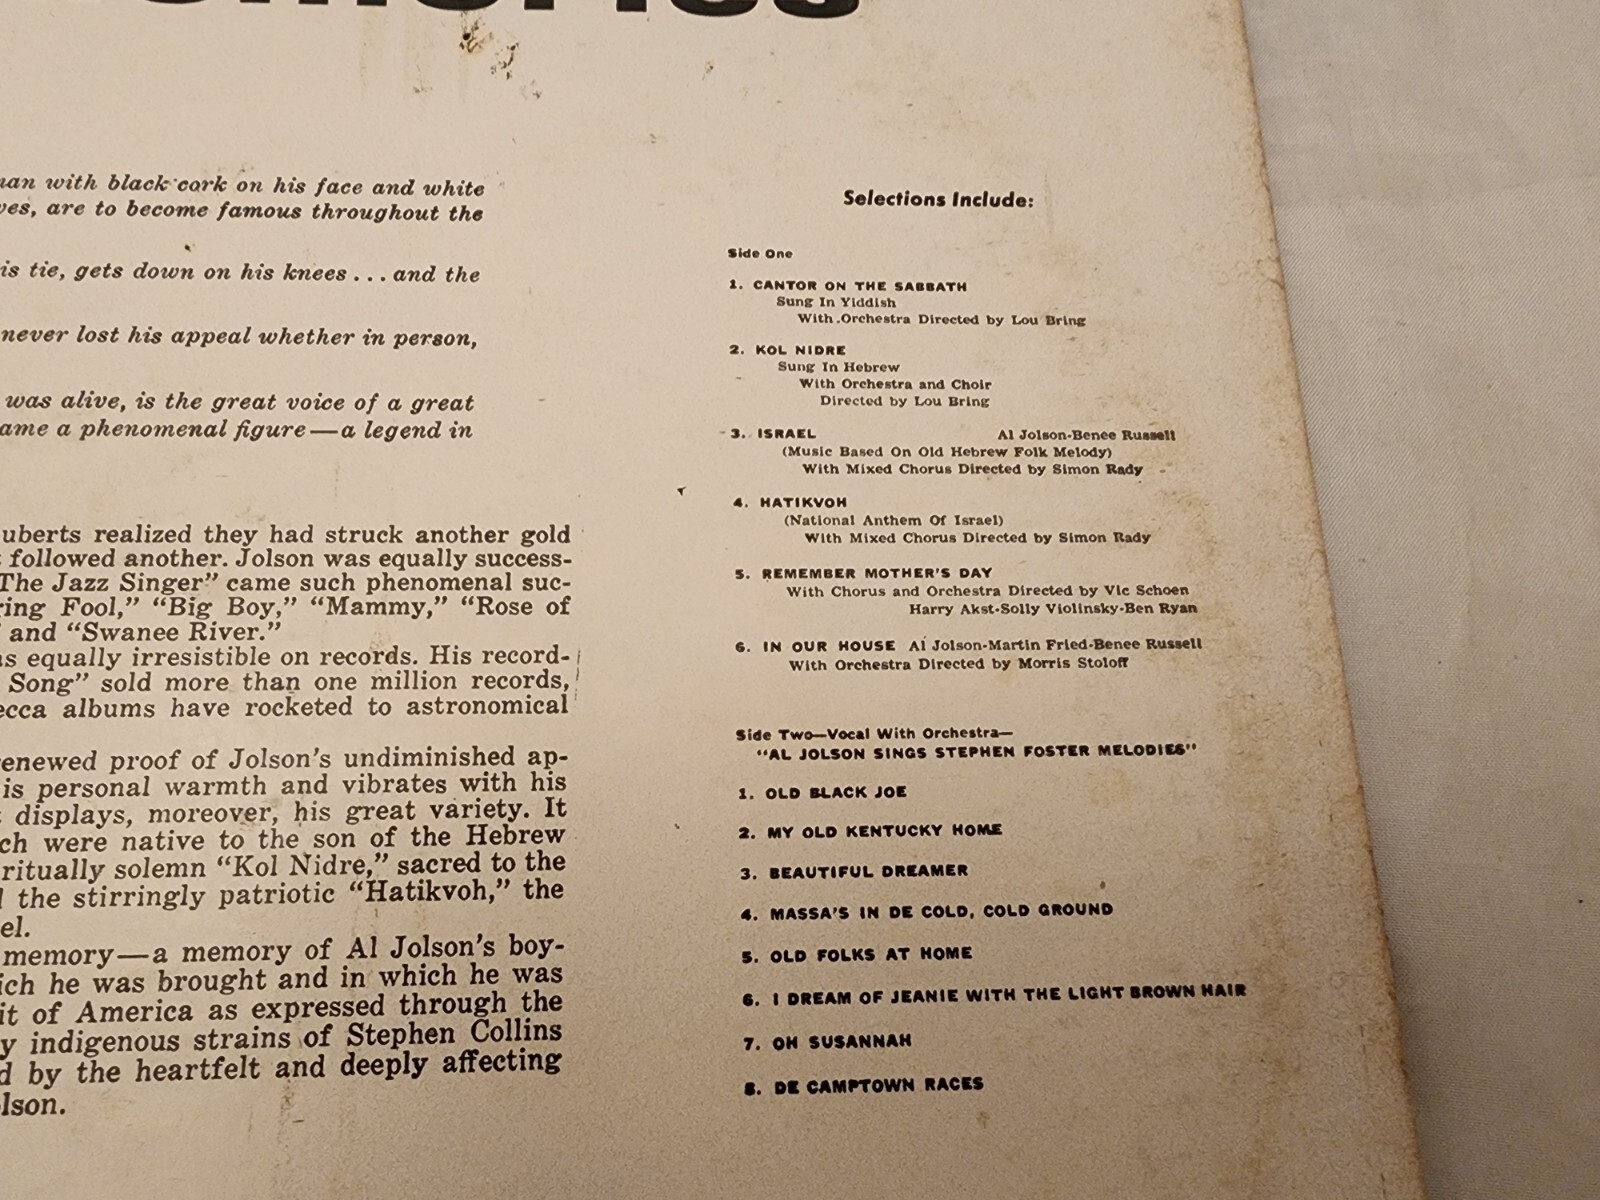 man with black cork on his face and white
are to become famous throughout the
is tie, gets down on his knees . . . and the
never lost his appeal whether in person,
was alive, is the great voice of a great
ame a phenomenal figure — a legend in
uberts realized they had struck another gold
followed another. Jolson was equally success-
The Jazz Singer” came such phenomenal suc-
ring Fool,” “Big Boy,” “Mammy,” “Rose of
and “Swanee River.”
as equally irresistible on records. His record-
Song” sold more than one million records,
ecca albums have rocketed to astronomical
renewed proof of Jolson’s undiminished ap-
is personal warmth and vibrates with his
displays, moreover, his great variety. It
ch were native to the son of the Hebrew
ritually solemn “Kol Nidre,” sacred to the
the stirringly patriotic “Hatikvoh,” the
el.
memory—a memory of Al Jolson’s boy-
ich he was brought and in which he was
it of America as expressed through the
y indigenous strains of Stephen Collins
d by the heartfelt and deeply affecting
olson.
Selections Include:
Side One
1. CANTOR ON THE SABBATH
Sung In Yiddish
With Orchestra Directed by Lou Bring
2. KOL NIDRE
Sung In Hebrew
With Orchestra and Choir
Directed by Lou Bring
3. ISRAEL Al Jolson-Benee Russell
(Music Based On Old Hebrew Folk Melody)
With Mixed Chorus Directed by Simon Rady
4. HATIKVOH
(National Anthem Of Israel)
With Mixed Chorus Directed by Simon Rady
5. REMEMBER MOTHER’S DAY
With Chorus and Orchestra Directed by Vic Schoen
Harry Akst-Solly Violinsky-Ben Ryan
6. IN OUR HOUSE Al Jolson-Martin Fried-Benee Russell
With Orchestra Directed by Morris Stoloff
Side Two—Vocal With Orchestra—
“AL JOLSON SINGS STEPHEN FOSTER MELODIES”
1. OLD BLACK JOE
2. MY OLD KENTUCKY HOME
3. BEAUTIFUL DREAMER
4. MASSA’S IN DE COLD, COLD GROUND
5. OLD FOLKS AT HOME
6. I DREAM OF JEANIE WITH THE LIGHT BROWN HAIR
7. OH SUSANNAH
8. DE CAMPTOWN RACES